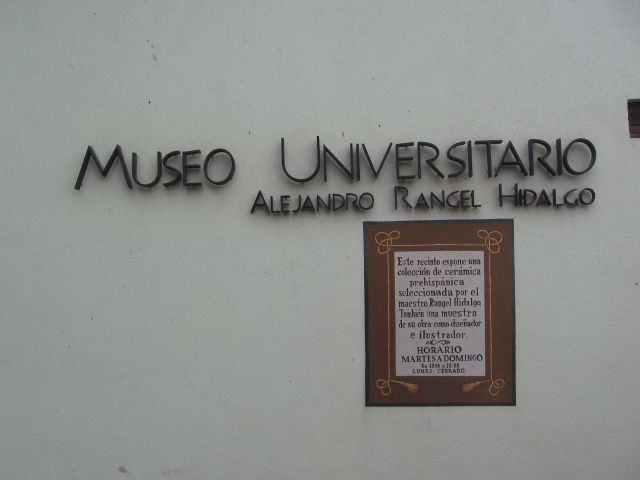 MUSEO UNIVERSITARIO
ALEJANDRO RANGEL HIDALGO
Este recinto expone una
colección de cerámica
prehispánica
seleccionada por el
maestro Rangel Hidalgo
También una muestra
de su obra como diseñador
e ilustrador.
HORARIO
MARTES A DOMINGO
LUNES: CERRADO.